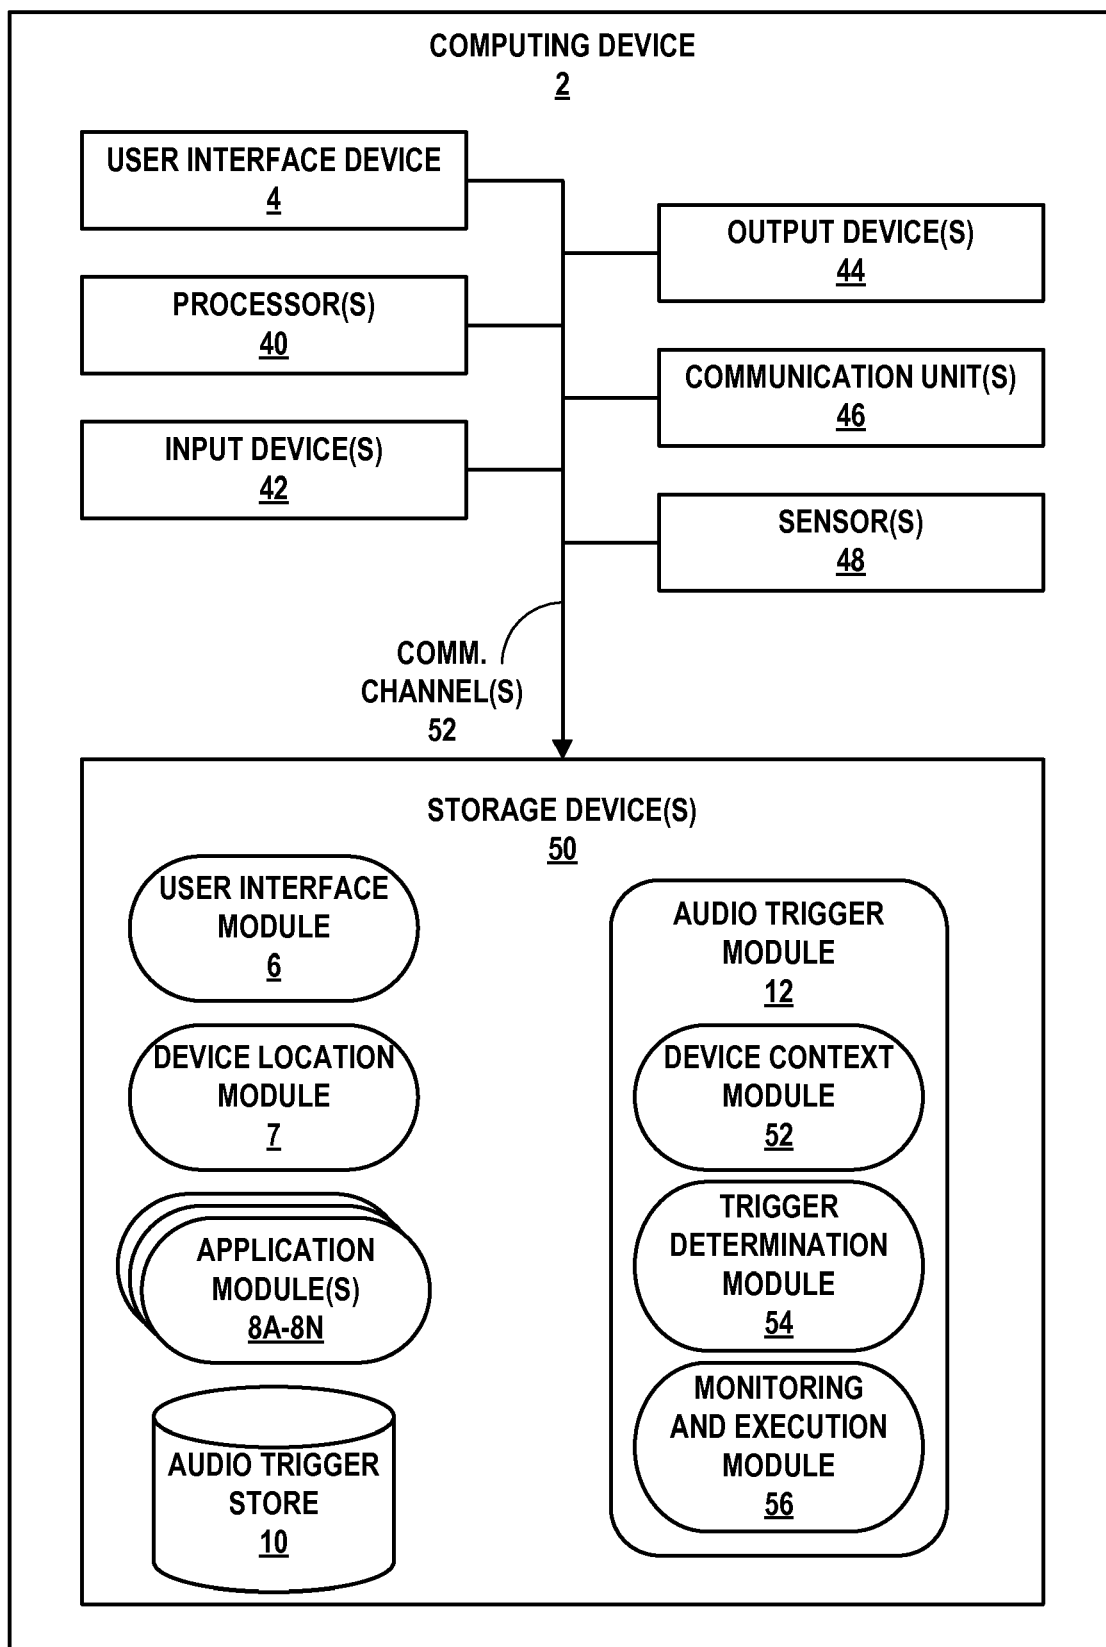 COMPUTING DEVICE
2
USER INTERFACE DEVICE
4
OUTPUT DEVICE(S)
44
PROCESSOR(S)
40
COMMUNICATION UNIT(S)
46
INPUT DEVICE(S)
42
SENSOR(S)
48
COMM.
CHANNEL(S)
52
STORAGE DEVICE(S)
50
USER INTERFACE
MODULE
6
DEVICE LOCATION
MODULE
7
APPLICATION
MODULE(S)
8A-8N
AUDIO TRIGGER
STORE
10
AUDIO TRIGGER
MODULE
12
DEVICE CONTEXT
MODULE
52
TRIGGER
DETERMINATION
MODULE
54
MONITORING
AND EXECUTION
MODULE
56